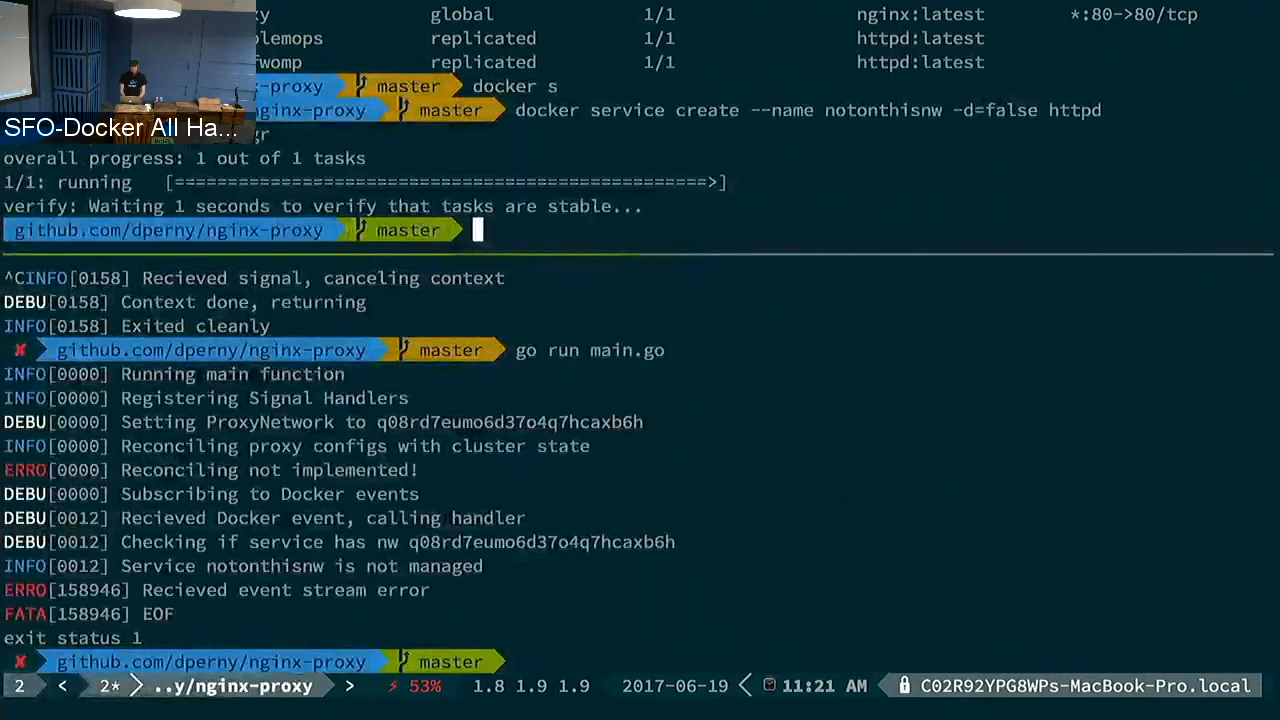 xy global 1/1 nginx:latest *:80->80/tcp
olemops replicated 1/1 httpd:latest
fwomp replicated 1/1 httpd:latest
-proxy master docker s
nginx-proxy master docker service create --name notonthisnw -d=false httpd
SFO-Docker All Ha...
gr
overall progress: 1 out of 1 tasks
1/1: running [==================================================>]
verify: Waiting 1 seconds to verify that tasks are stable...
github.com/dperny/nginx-proxy master
^CINFO[0158] Recieved signal, canceling context
DEBU[0158] Context done, returning
INFO[0158] Exited cleanly
✘ github.com/dperny/nginx-proxy master go run main.go
INFO[0000] Running main function
INFO[0000] Registering Signal Handlers
DEBU[0000] Setting ProxyNetwork to q08rd7eumo6d37o4q7hcaxb6h
INFO[0000] Reconciling proxy configs with cluster state
ERRO[0000] Reconciling not implemented!
DEBU[0000] Subscribing to Docker events
DEBU[0012] Recieved Docker event, calling handler
DEBU[0012] Checking if service has nw q08rd7eumo6d37o4q7hcaxb6h
INFO[0012] Service notonthisnw is not managed
ERRO[158946] Recieved event stream error
FATA[158946] EOF
exit status 1
✘ github.com/dperny/nginx-proxy master
2 < 2* ..y/nginx-proxy > ⚡ 53% 1.8 1.9 1.9 2017-06-19 < 11:21 AM C02R92YPG8WPs-MacBook-Pro.local